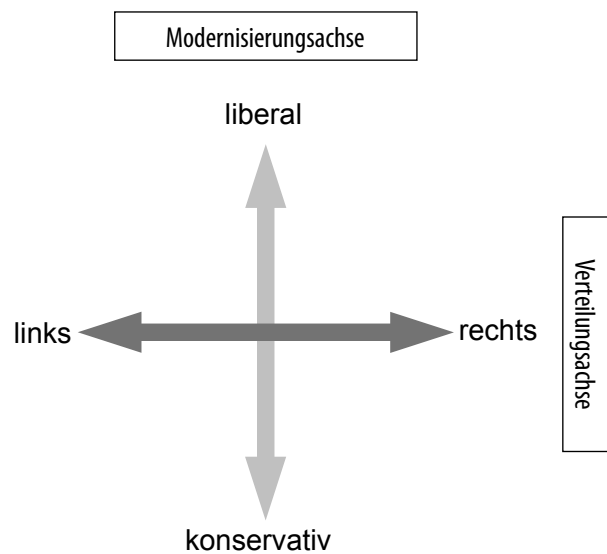 Modernisierungsachse
liberal
links
rechts
Verteilungsachse
konservativ